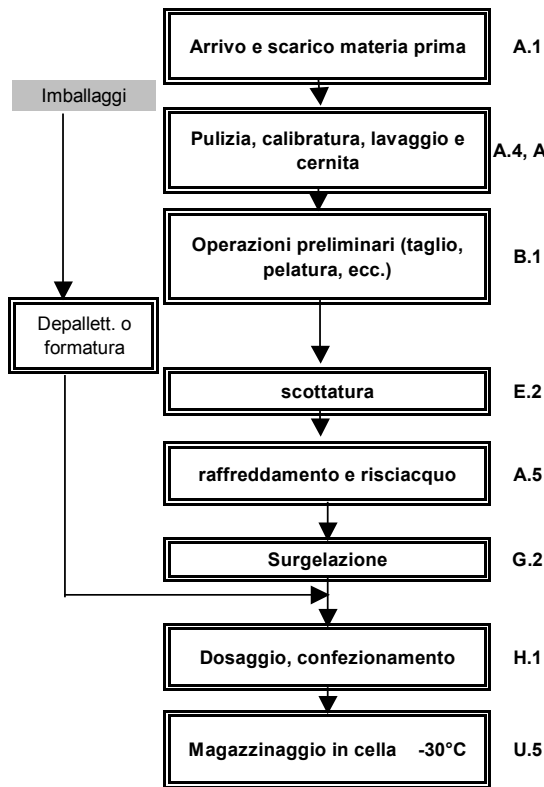 Arrivo e scarico materia prima A.1
Imballaggi
Pulizia, calibratura, lavaggio e
cernita
A.4, A
Operazioni preliminari (taglio,
pelatura, ecc.)
B.1
Depallett. o
formatura
scottatura E.2
raffreddamento e risciacquo A.5
Surgelazione G.2
Dosaggio, confezionamento H.1
Magazzinaggio in cella -30°C U.5